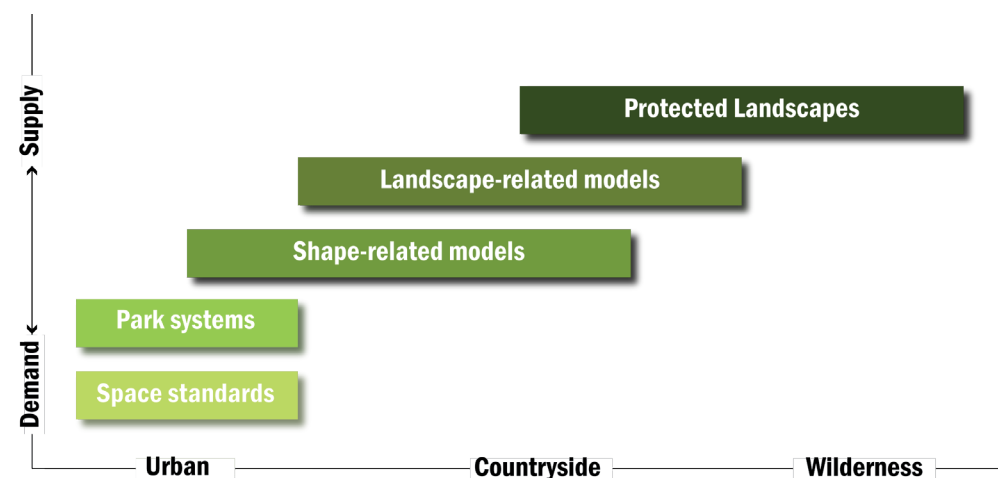 Supply
Demand
Protected Landscapes
Landscape-related models
Shape-related models
Park systems
Space standards
Urban
Countryside
Wilderness